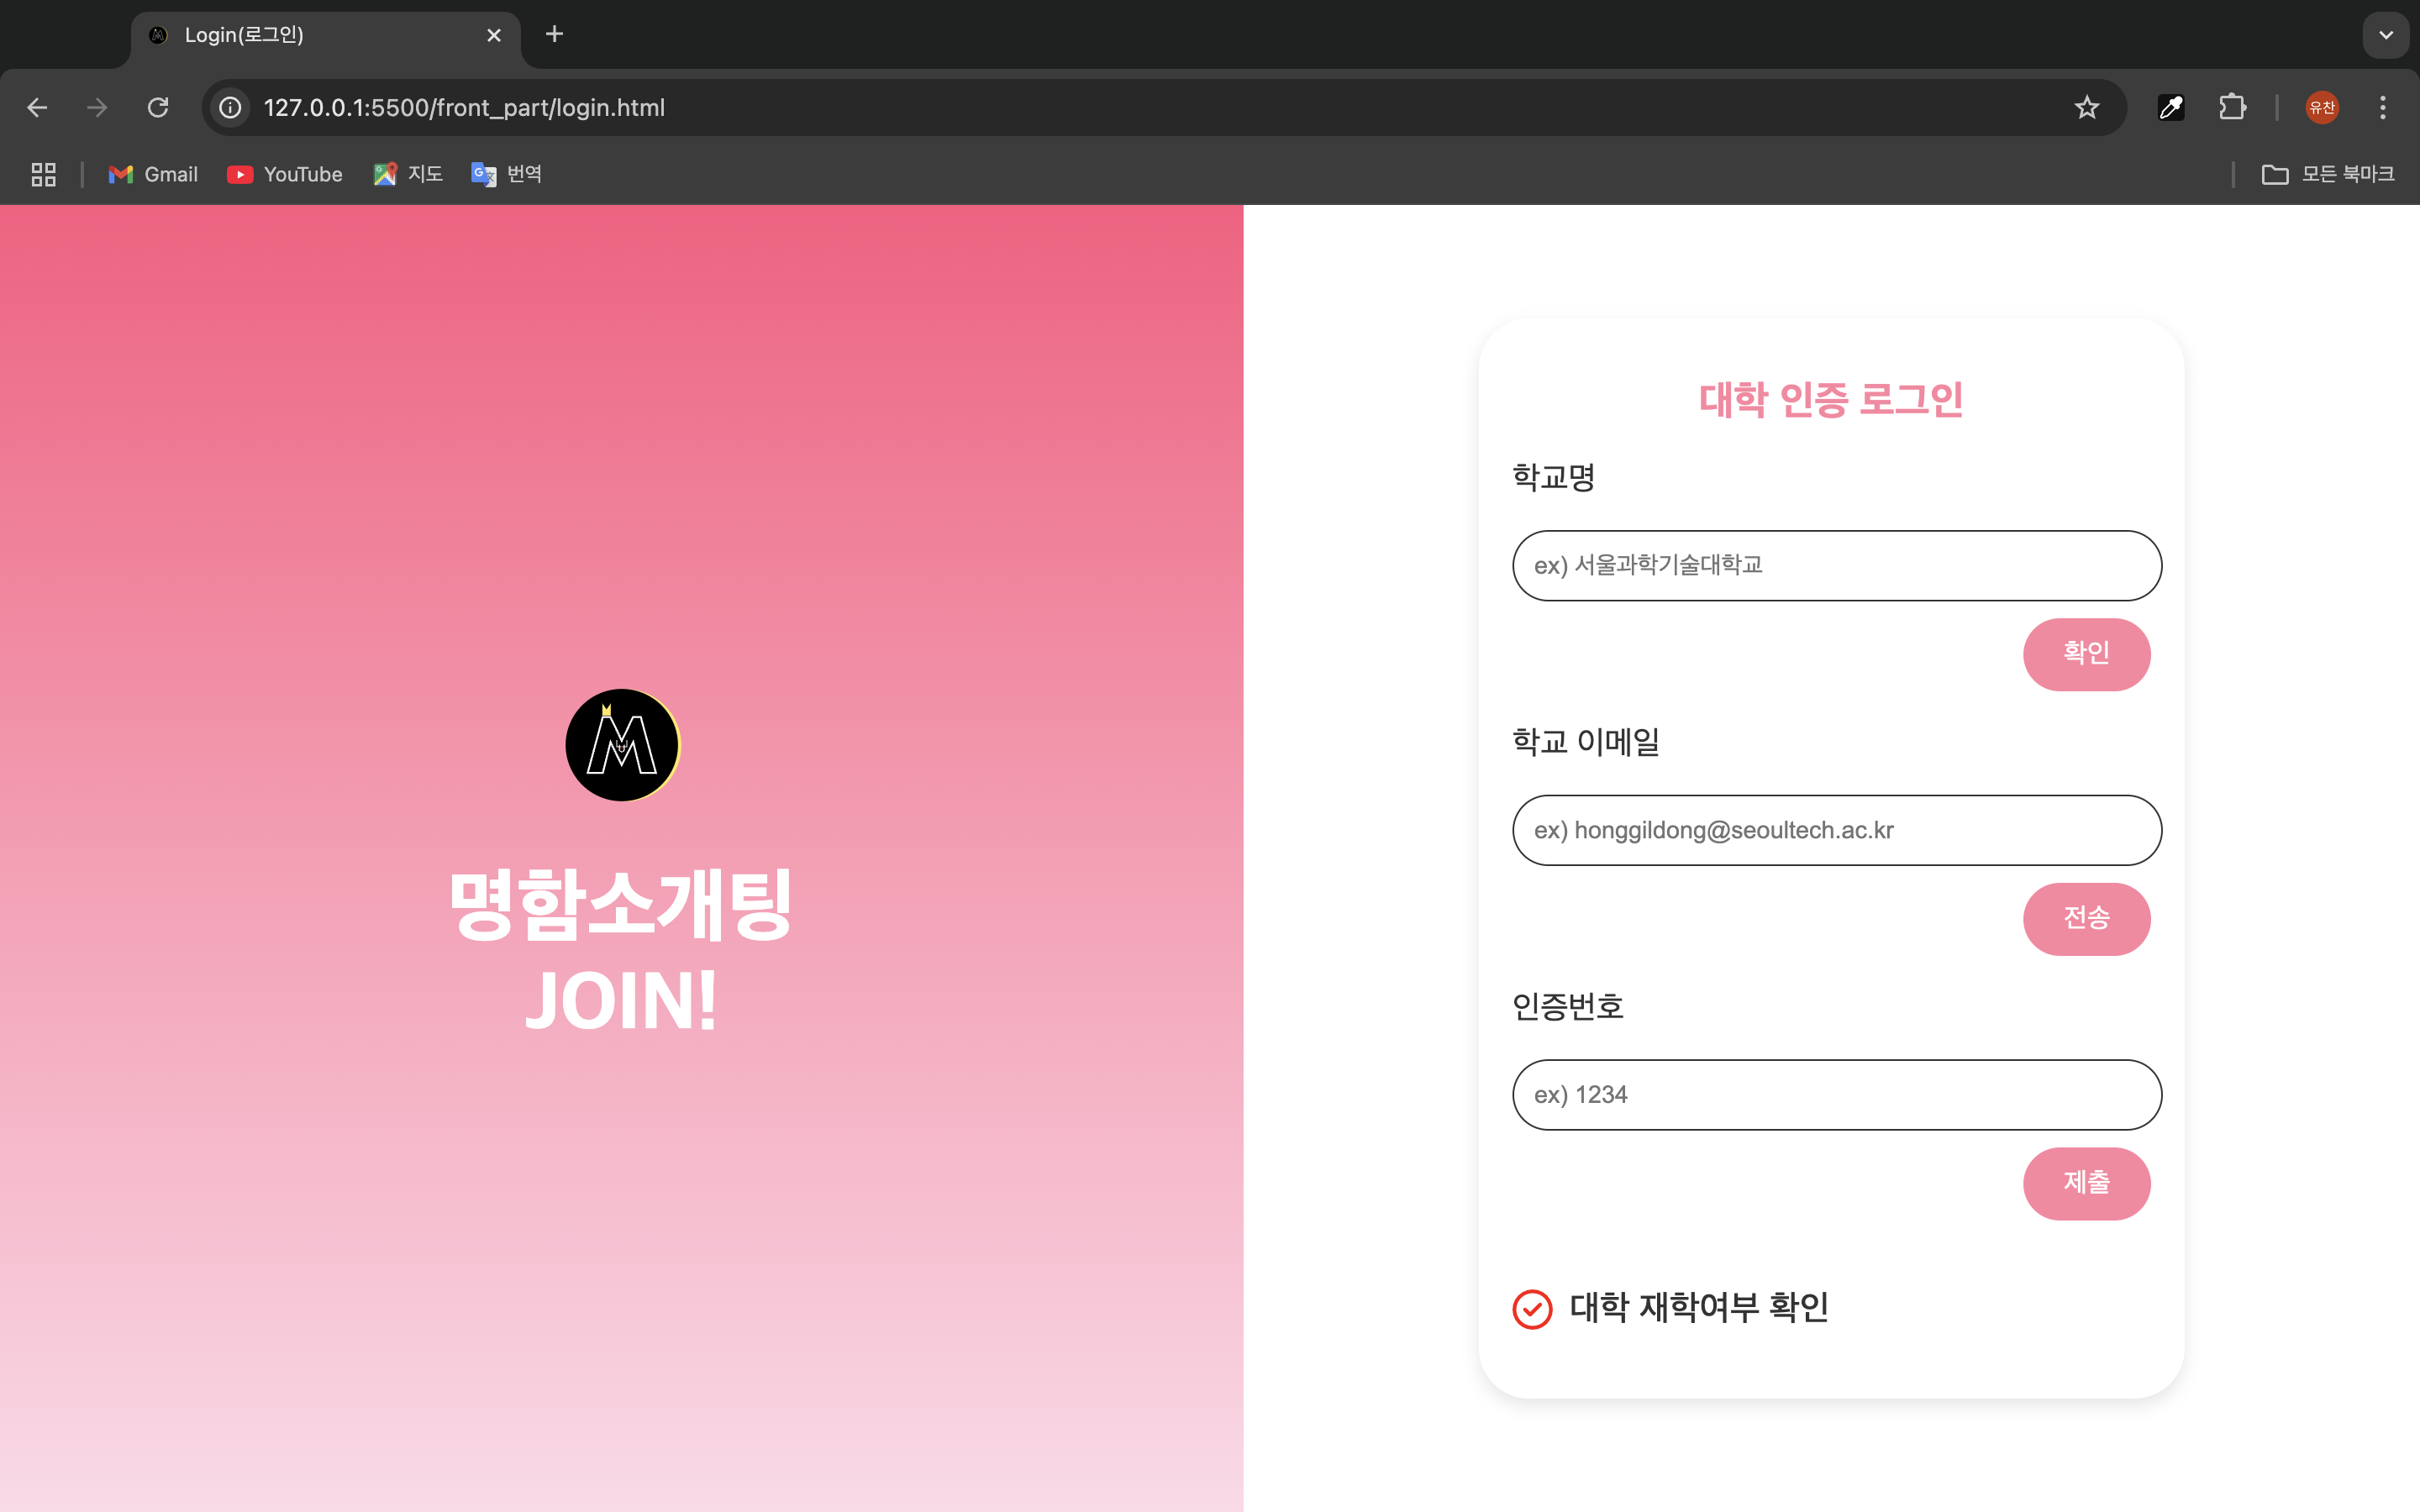 Login(로그인)
127.0.0.1:5500/front_part/login.html
유찬
Gmail
YouTube
지도
번역
모든 북마크
M
명함소개팅
JOIN!
대학 인증 로그인
학교명
ex) 서울과학기술대학교
확인
학교 이메일
ex) honggildong@seoultech.ac.kr
전송
인증번호
ex) 1234
제출
대학 재학여부 확인